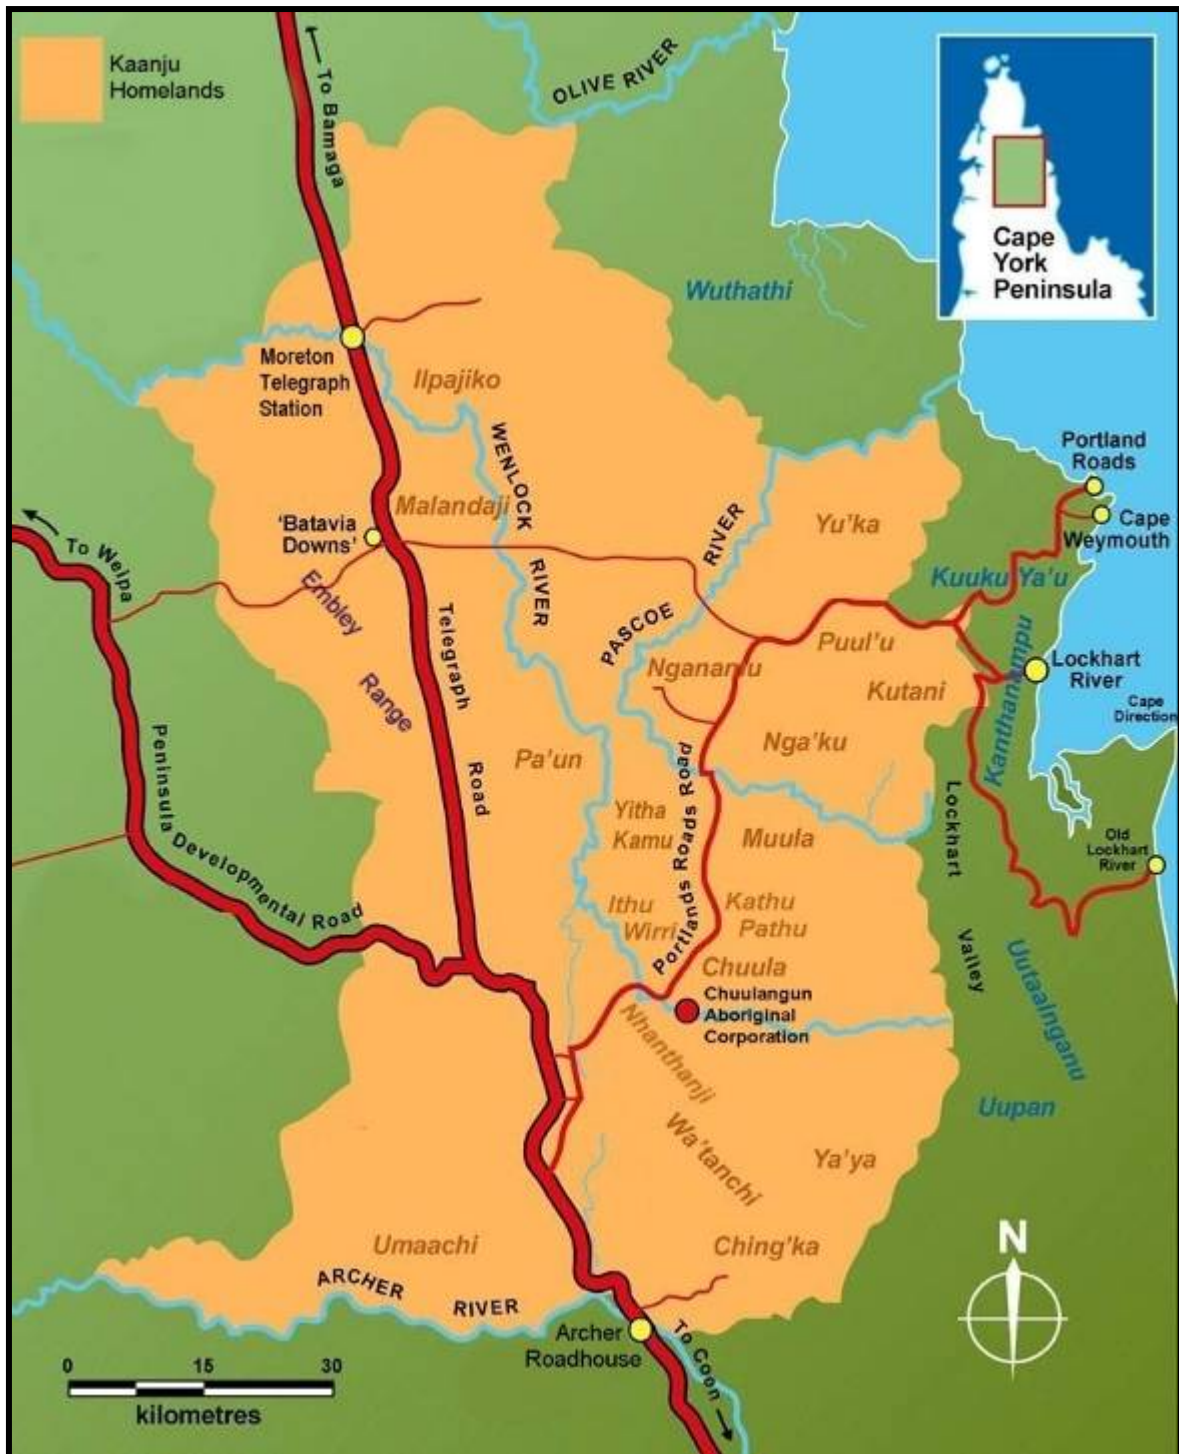 Kaanju
Homelands
To Bamaga
OLIVE RIVER
Cape
York
Peninsula
Wuthathi
Moreton
Telegraph
Station
Ilpajiko
WENLOCK
RIVER
Malandaji
'Batavia
Downs'
To Weipa
Embley
Range
Telegraph
Road
Portland
Roads
Cape
Weymouth
Yu'ka
RIVER
PASCOE
Kuuku Ya'u
Kanthanampu
Puul'u
Nganamu
Kutani
Lockhart
River
Cape
Direction
Nga'ku
Pa'un
Peninsula Developmental Road
Yitha
Kamu
Muula
Portlanps Roaps Road
Lockhart
Valley
Old
Lockhart
River
Ithu
Wirri
Kathu
Pathu
Chuula
Chuulangun
Aboriginal
Corporation
Nhanthanji
Uutaalnganu
Uupan
Wa'tanchi
Ya'ya
Umaachi
Ching'ka
ARCHER
RIVER
Archer
Roadhouse
To Coen
N
0 15 30
kilometres